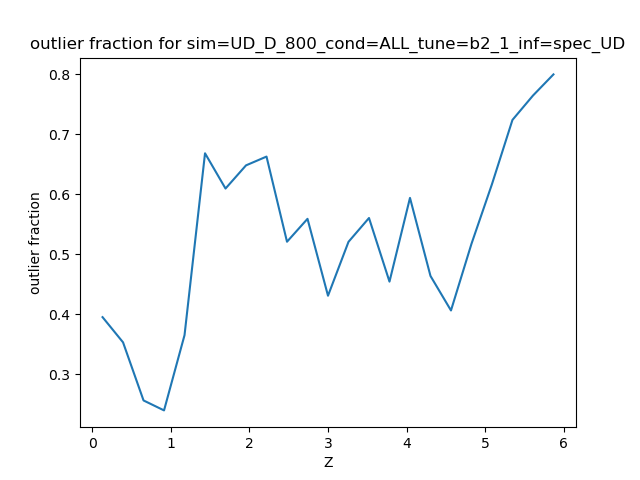 outlier fraction for sim=UD_D_800_cond=ALL_tune=b2_1_inf=spec_UD
0.8
0.7
0.6
0.5
0.4
0.3
outlier fraction
0 1 2 3 4 5 6
Z